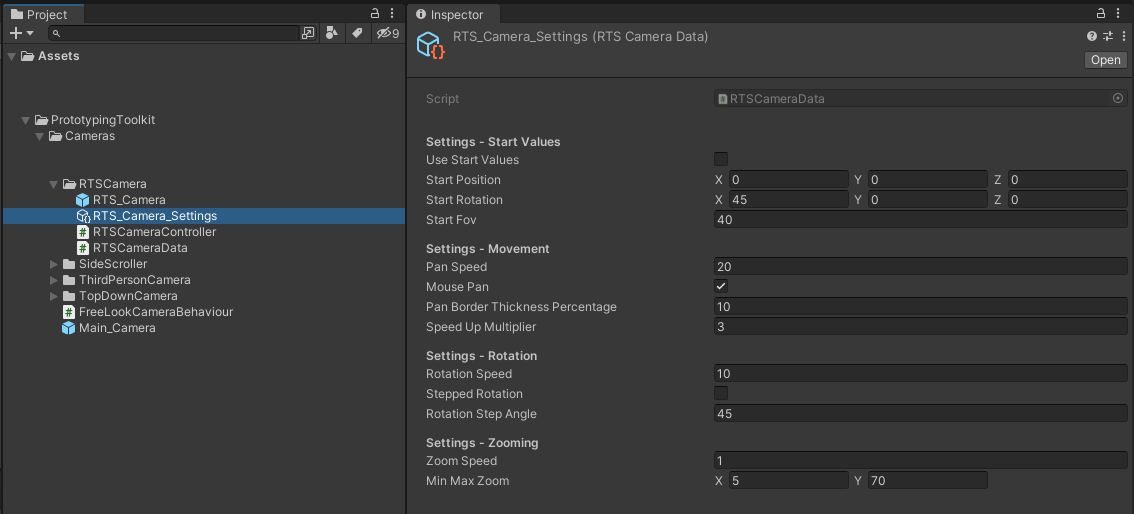 Project
9
Assets
PrototypingToolkit
Cameras
RTSCamera
RTS_Camera
RTS_Camera_Settings
RTSCameraController
RTSCameraData
SideScroller
ThirdPersonCamera
TopDownCamera
FreeLookCameraBehaviour
Main_Camera
Inspector
RTS_Camera_Settings (RTS Camera Data)
Open
Script RTSCameraData
Settings - Start Values
Use Start Values
Start Position X 0 Y 0 Z 0
Start Rotation X 45 Y 0 Z 0
Start Fov 40
Settings - Movement
Pan Speed 20
Mouse Pan
Pan Border Thickness Percentage 10
Speed Up Multiplier 3
Settings - Rotation
Rotation Speed 10
Stepped Rotation
Rotation Step Angle 45
Settings - Zooming
Zoom Speed 1
Min Max Zoom X 5 Y 70